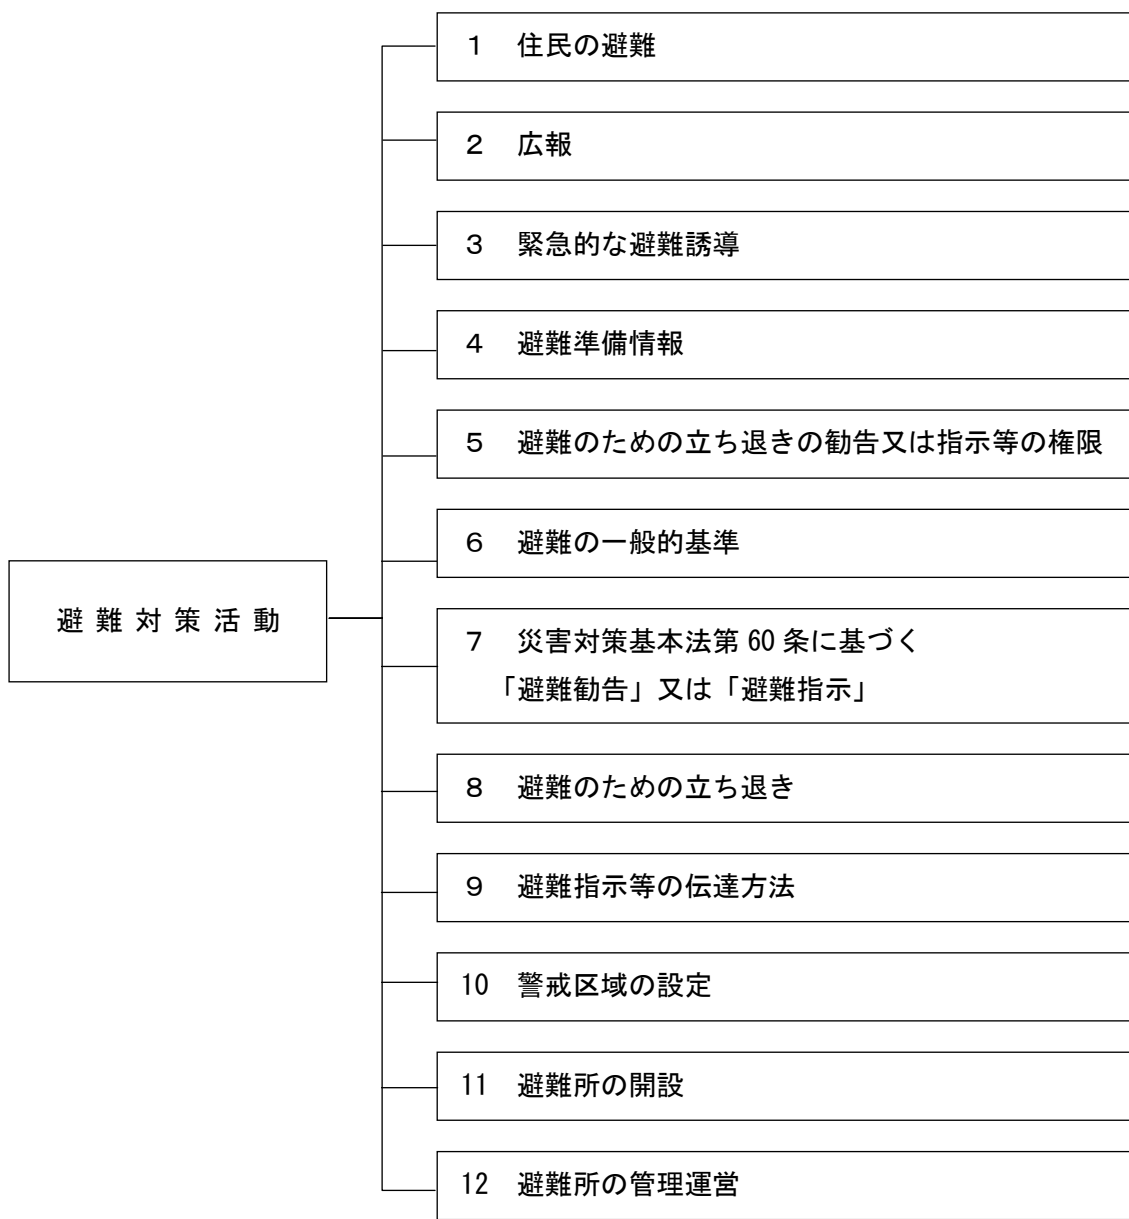 1 住民の避難
2 広報
3 緊急的な避難誘導
4 避難準備情報
5 避難のための立ち退きの勧告又は指示等の権限
6 避難の一般的基準
避難対策活動
7 災害対策基本法第 60 条に基づく
「避難勧告」又は「避難指示」
8 避難のための立ち退き
9 避難指示等の伝達方法
10 警戒区域の設定
11 避難所の開設
12 避難所の管理運営